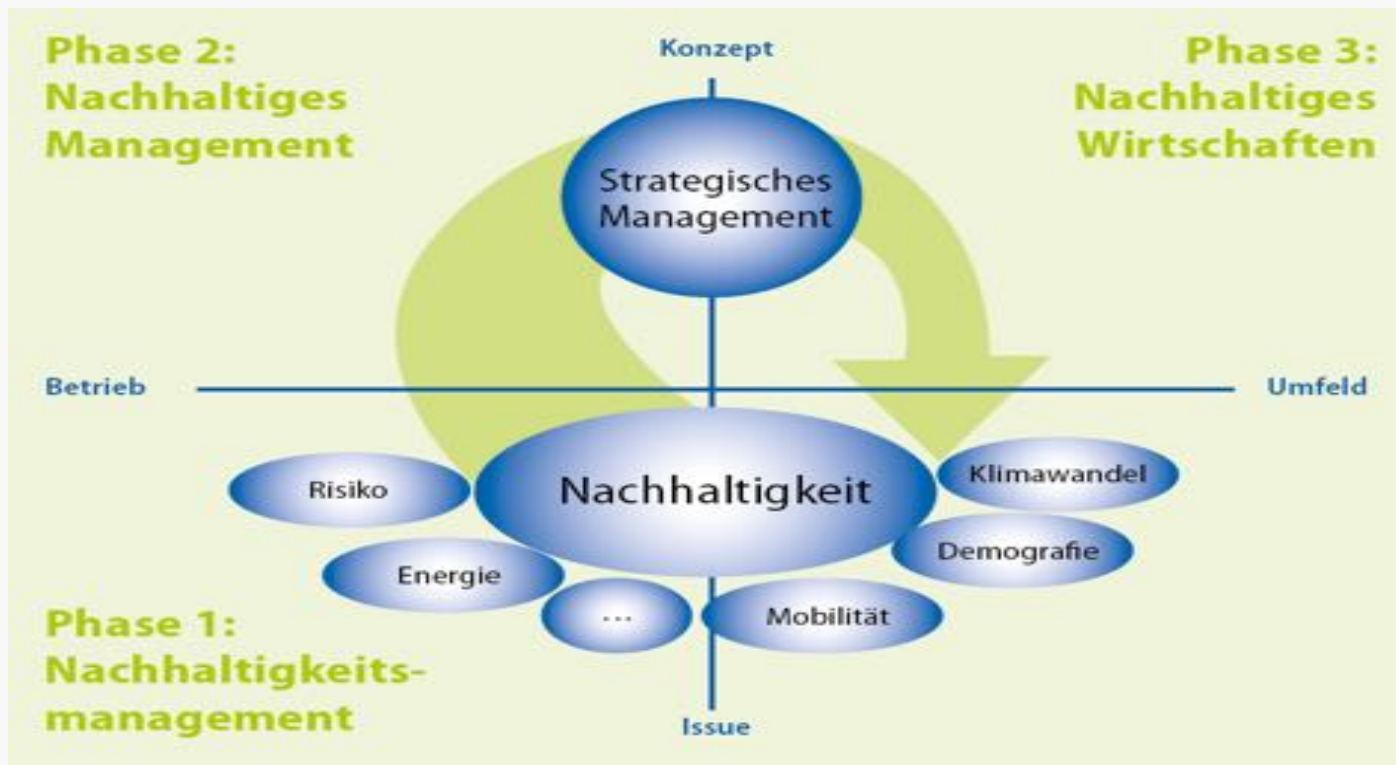 Phase 2:
Nachhaltiges
Management
Konzept
Phase 3:
Nachhaltiges
Wirtschaften
Strategisches
Management
Betrieb
Umfeld
Nachhaltigkeit
Risiko
Klimawandel
Energie
Demografie
...
Mobilität
Phase 1:
Nachhaltigkeits-
management
Issue